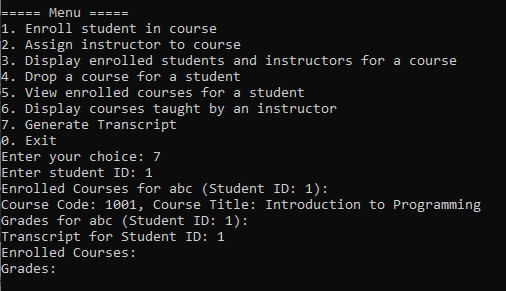 ===== Menu =====
1. Enroll student in course
2. Assign instructor to course
3. Display enrolled students and instructors for a course
4. Drop a course for a student
5. View enrolled courses for a student
6. Display courses taught by an instructor
7. Generate Transcript
0. Exit
Enter your choice: 7
Enter student ID: 1
Enrolled Courses for abc (Student ID: 1):
Course Code: 1001, Course Title: Introduction to Programming
Grades for abc (Student ID: 1):
Transcript for Student ID: 1
Enrolled Courses:
Grades: